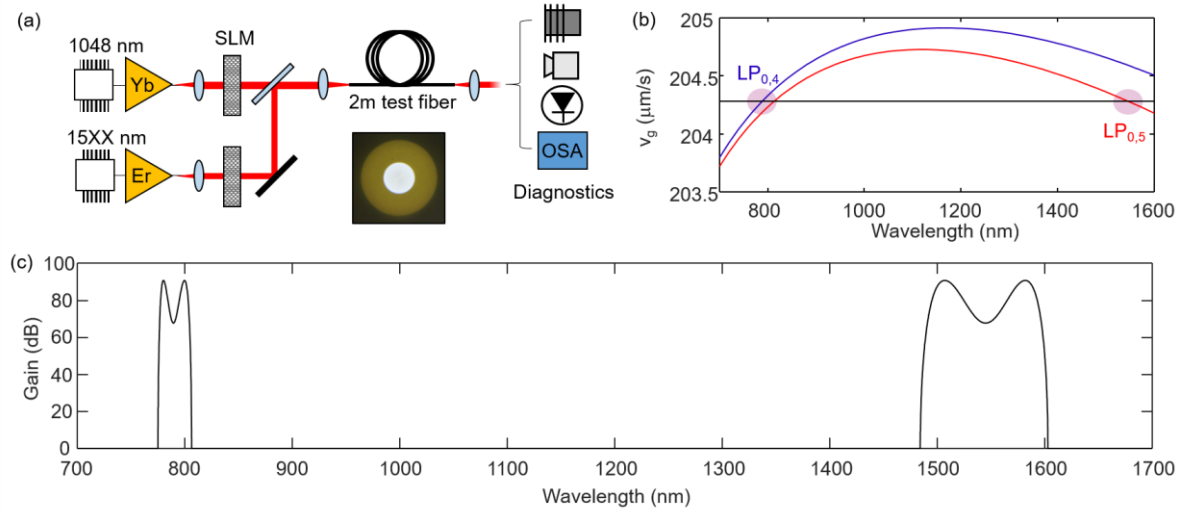 (a)
1048 nm
SLM
Yb
2m test fiber
15XX nm
Er
OSA
Diagnostics
(b)
205
204.5
204
203.5
v_g (μm/s)
LP_0,4
LP_0,5
800 1000 1200 1400 1600
Wavelength (nm)
(c)
100
80
60
40
20
0
Gain (dB)
700 800 900 1000 1100 1200 1300 1400 1500 1600 1700
Wavelength (nm)